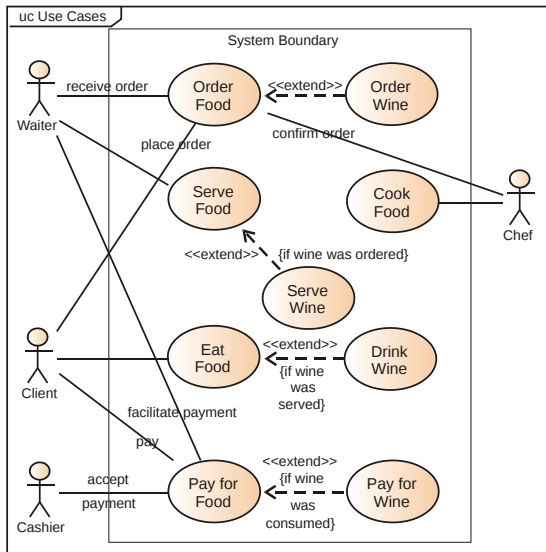 uc Use Cases
System Boundary
receive order
Order
Food
<<extend>>
Order
Wine
Waiter
place order
confirm order
Serve
Food
Cook
Food
Chef
<<extend>>
{if wine was ordered}
Serve
Wine
Eat
Food
<<extend>>
{if wine
was
served}
Drink
Wine
Client
facilitate payment
pay
accept
payment
Pay for
Food
<<extend>>
{if wine
was
consumed}
Pay for
Wine
Cashier